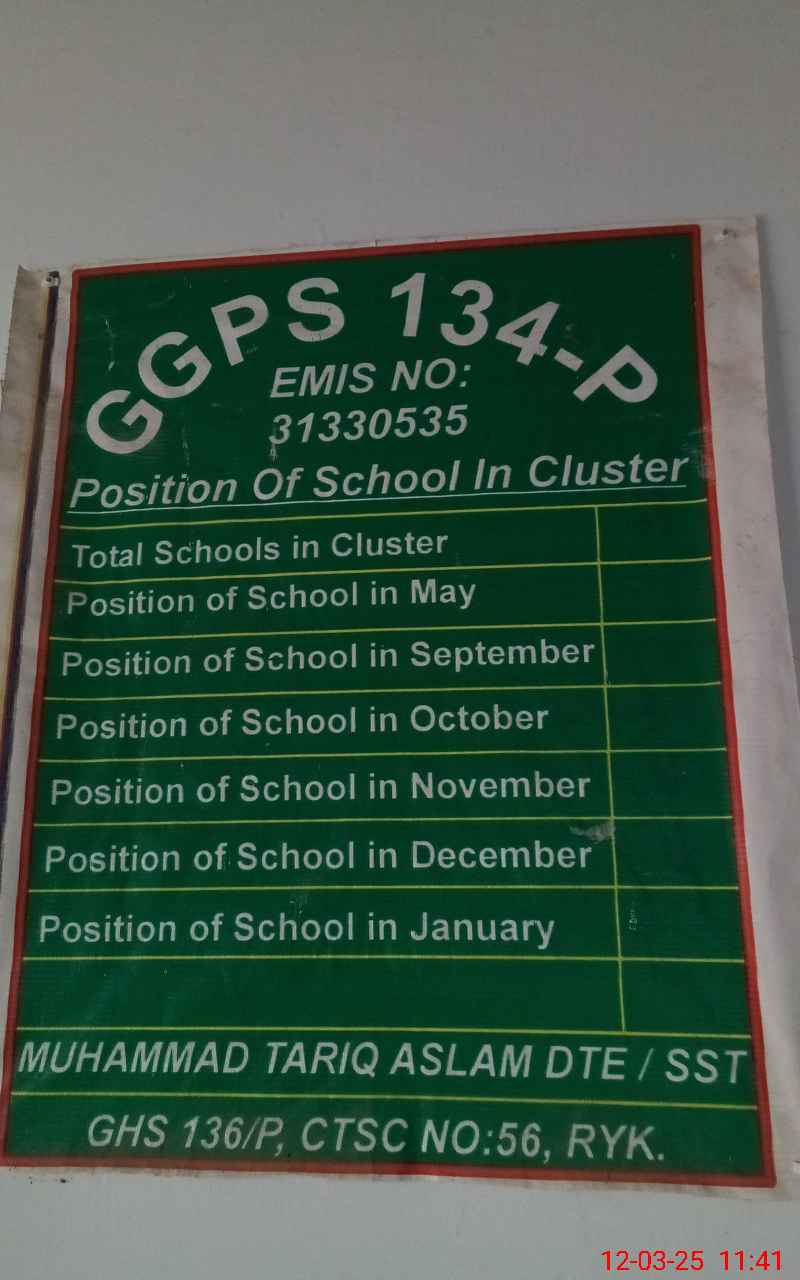 GGPS 134-P
EMIS NO:
31330535
Position Of School In Cluster
Total Schools in Cluster
Position of School in May
Position of School in September
Position of School in October
Position of School in November
Position of School in December
Position of School in January
MUHAMMAD TARIQ ASLAM DTE / SST
GHS 136/P, CTSC NO:56, RYK.
12-03-25 11:41